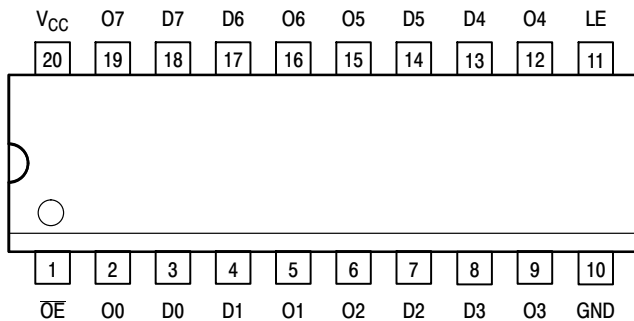 VCC O7 D7 D6 O6 O5 D5 D4 O4 LE
20 19 18 17 16 15 14 13 12 11
1 2 3 4 5 6 7 8 9 10
O̅E̅ O0 D0 D1 O1 O2 D2 D3 O3 GND